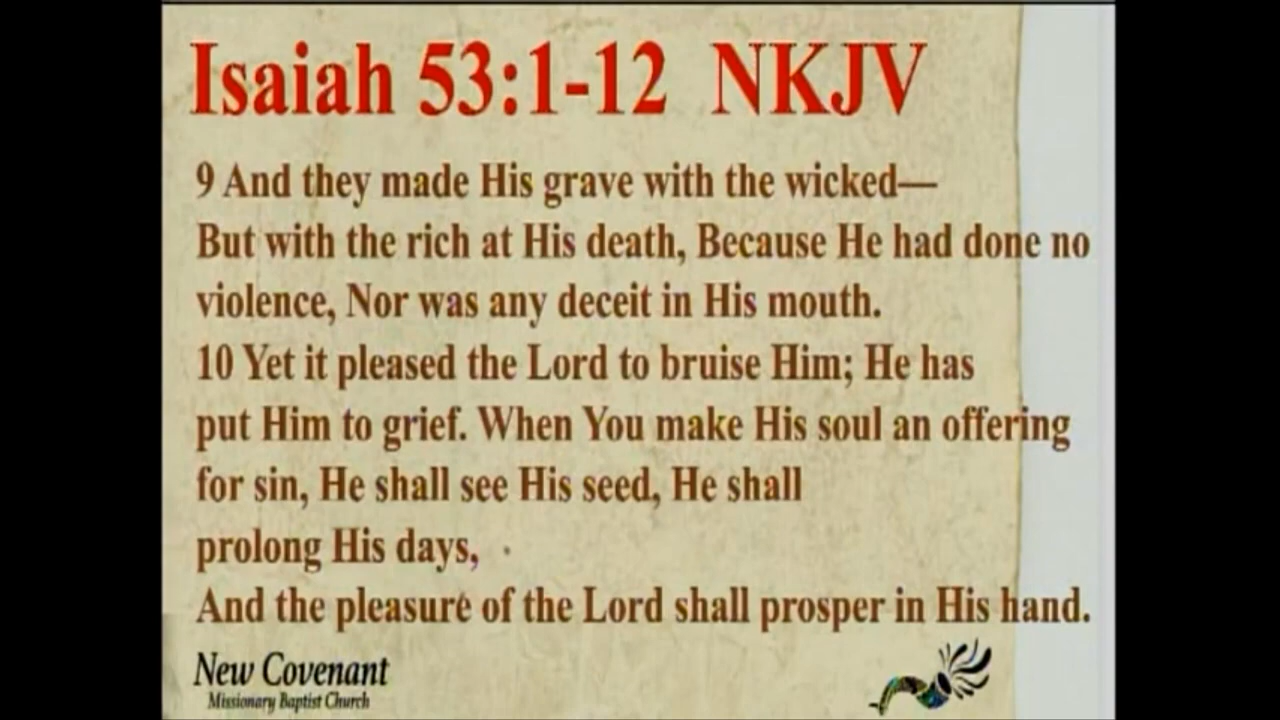 Isaiah 53:1-12 NKJV
9 And they made His grave with the wicked—
But with the rich at His death, Because He had done no
violence, Nor was any deceit in His mouth.
10 Yet it pleased the Lord to bruise Him; He has
put Him to grief. When You make His soul an offering
for sin, He shall see His seed, He shall
prolong His days,
And the pleasure of the Lord shall prosper in His hand.
New Covenant
Missionary Baptist Church